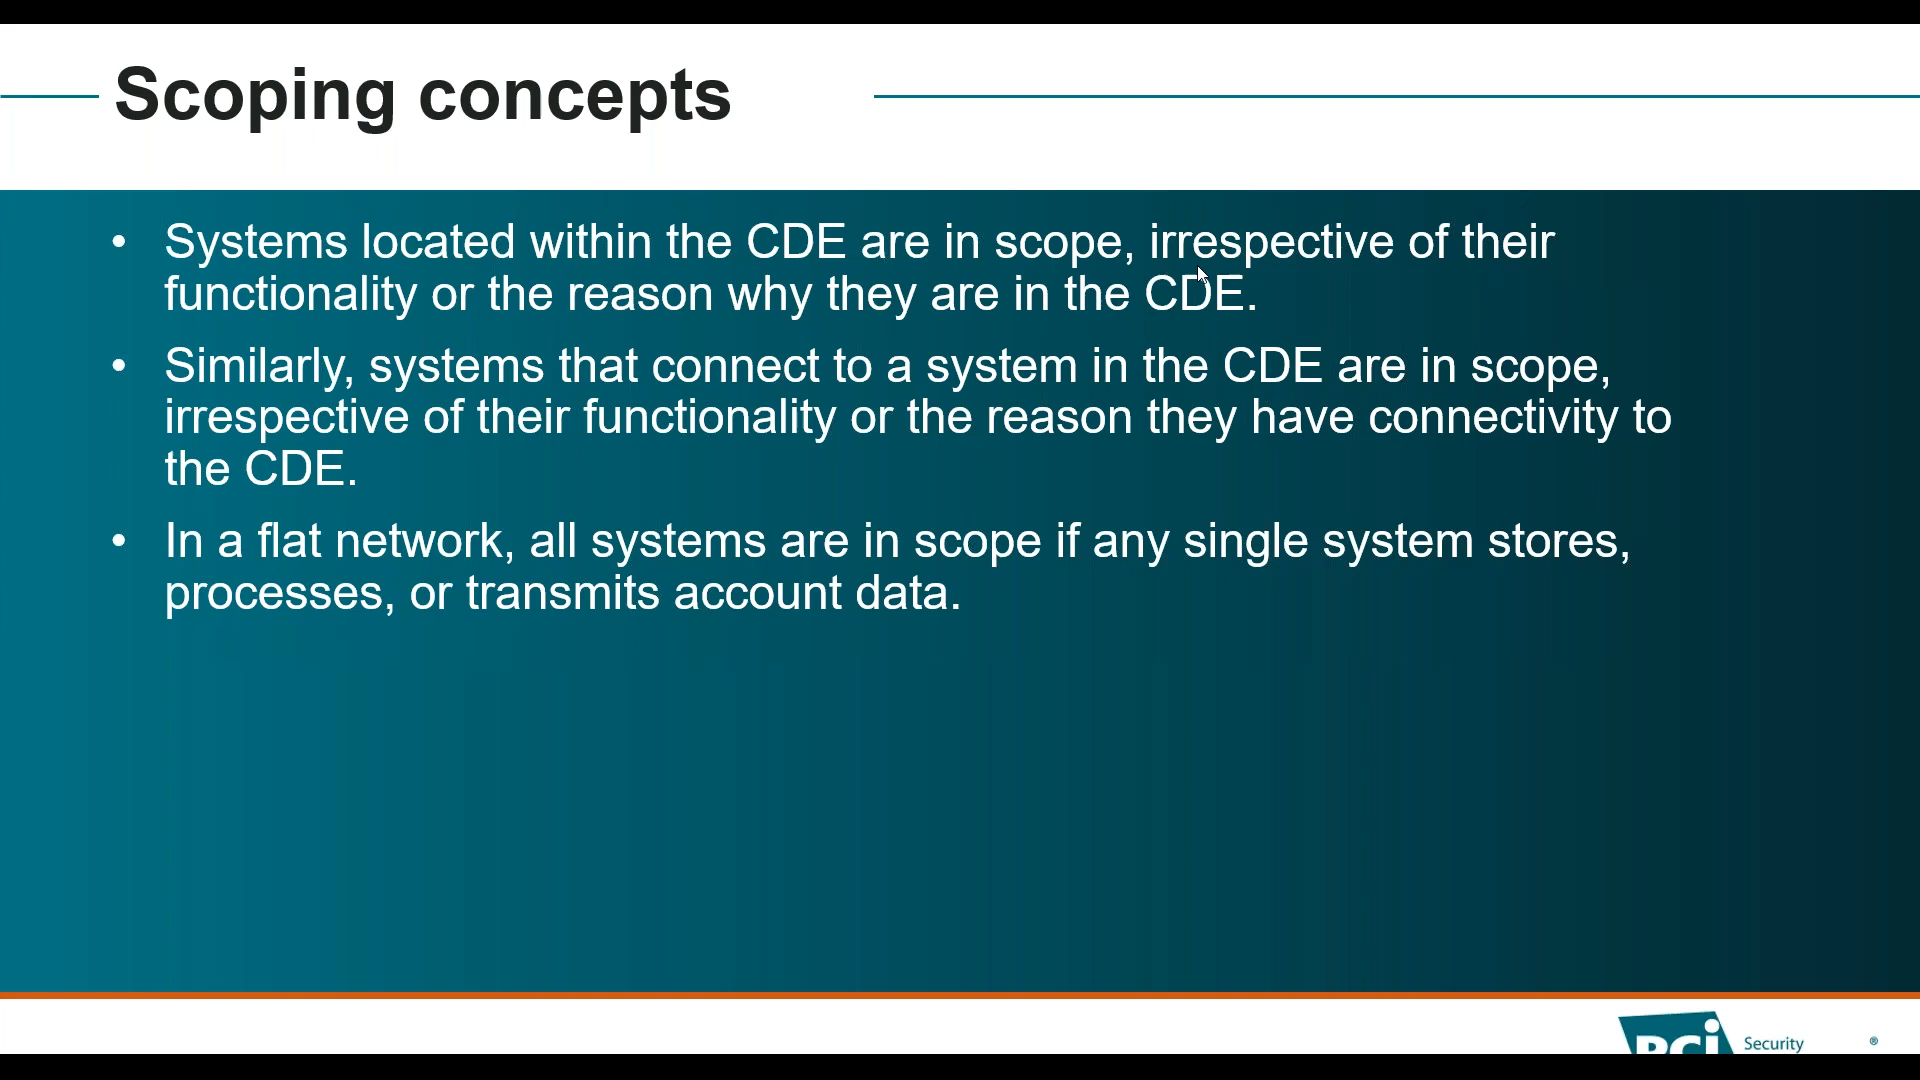 Scoping concepts
• Systems located within the CDE are in scope, irrespective of their
functionality or the reason why they are in the CDE.
• Similarly, systems that connect to a system in the CDE are in scope,
irrespective of their functionality or the reason they have connectivity to
the CDE.
• In a flat network, all systems are in scope if any single system stores,
processes, or transmits account data.
PCi Security ®